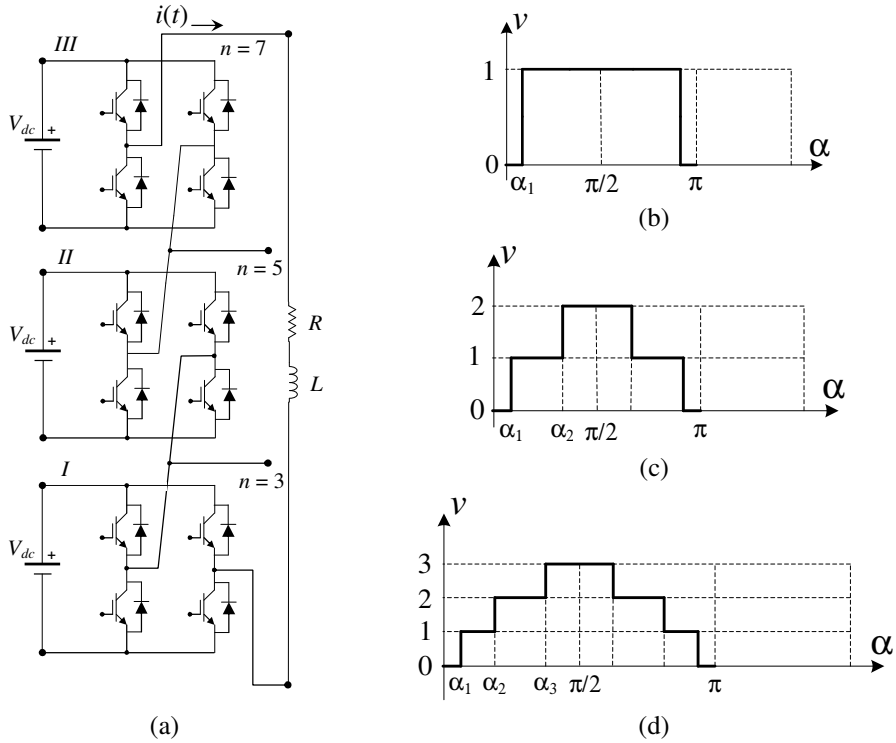 i(t)
III
n = 7
V_dc +
II
n = 5
V_dc +
R
L
I
n = 3
V_dc +
(a)
v
1
0
α₁
π/2
π
α
(b)
v
2
1
0
α₁
α₂
π/2
π
α
(c)
v
3
2
1
0
α₁
α₂
α₃
π/2
π
α
(d)